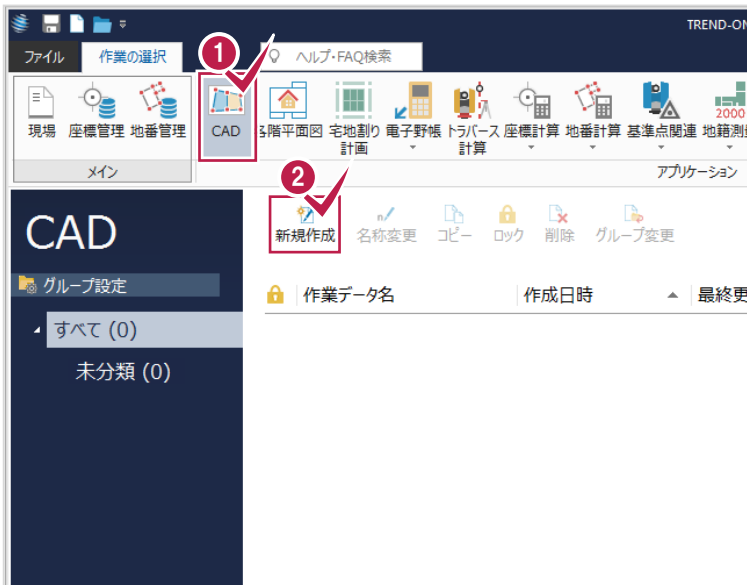 TREND-ON
ファイル 作業の選択 ヘルプ・FAQ検索
1
現場 座標管理 地番管理 CAD 各階平面図 宅地割り計画 電子野帳 トラバース計算 座標計算 地番計算 基準点関連 地籍測量
2000
メイン アプリケーション
2
CAD
新規作成 名称変更 コピー ロック 削除 グループ変更
グループ設定
作業データ名 作成日時 最終更
すべて (0)
未分類 (0)